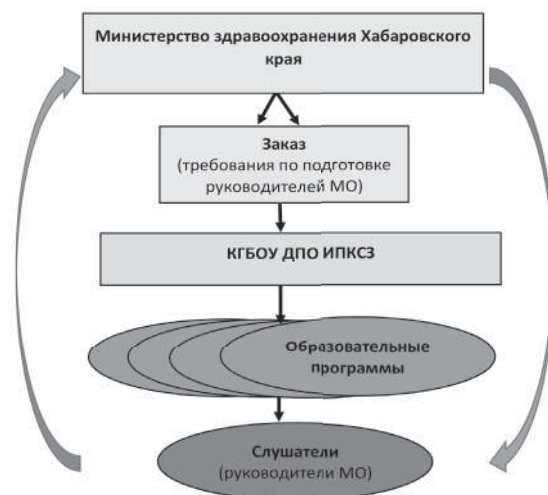 Министерство здравоохранения Хабаровского
края
Заказ
(требования по подготовке
руководителей МО)
КГБОУ ДПО ИПКСЗ
Образовательные
программы
Слушатели
(руководители МО)